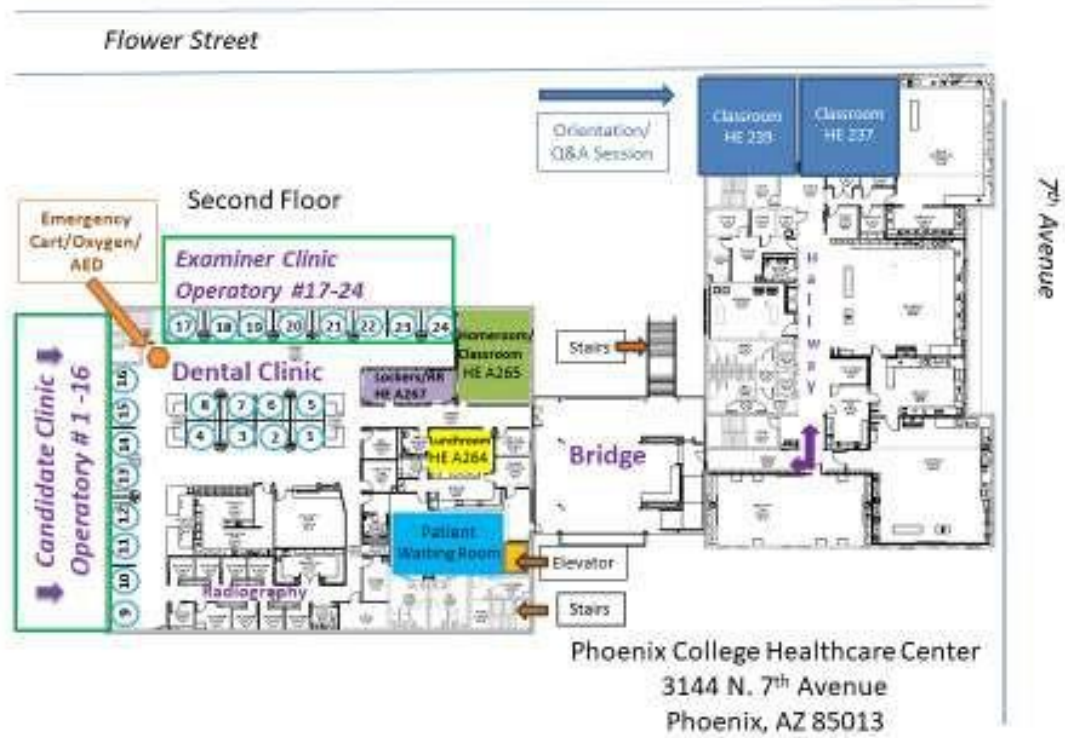 Flower Street
Classroom
HE 239
Classroom
HE 237
Orientation/
Q&A Session
7th Avenue
Second Floor
Emergency
Cart/Oxygen/
AED
Examiner Clinic
Operatory #17-24
Hallway
17 18 19 20 21 22 23 24
Homeroom/
Classroom
HE A265
Stairs
Candidate Clinic
Operatory # 1 -16
Dental Clinic
Lockers/RR
HE A267
16
15
14
13
12
11
10
9
8 7 6 5
4 3 2 1
Lunchroom
HE A264
Bridge
Patient
Waiting Room
Elevator
Radiography
Stairs
Phoenix College Healthcare Center
3144 N. 7th Avenue
Phoenix, AZ 85013